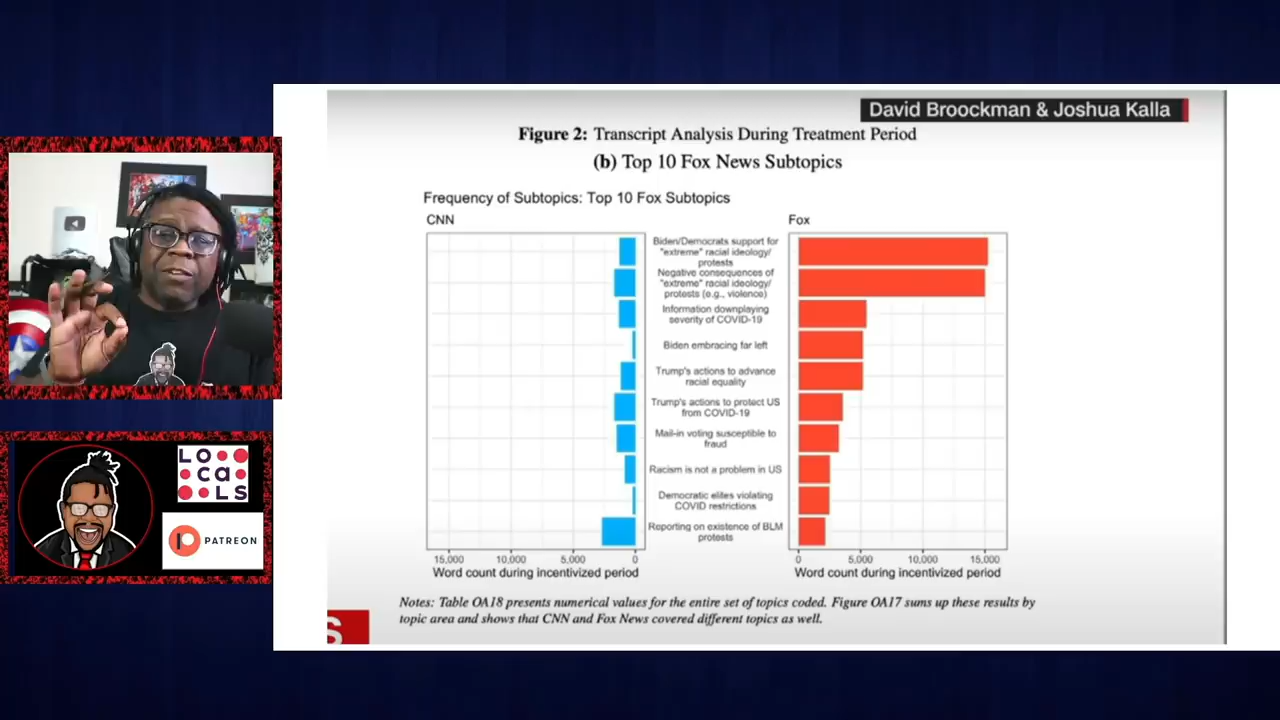 David Broockman & Joshua Kalla
Figure 2: Transcript Analysis During Treatment Period
(b) Top 10 Fox News Subtopics
Frequency of Subtopics: Top 10 Fox Subtopics
CNN
Fox
Biden/Democrats support for
"extreme" racial ideology/
protests
Negative consequences of
"extreme" racial ideology/
protests (e.g., violence)
Information downplaying
severity of COVID-19
Biden embracing far left
Trump's actions to advance
racial equality
Trump's actions to protect US
from COVID-19
Mail-in voting susceptible to
fraud
Racism is not a problem in US
Democratic elites violating
COVID restrictions
Reporting on existence of BLM
protests
15,000 10,000 5,000 0
0 5,000 10,000 15,000
Word count during incentivized period
Word count during incentivized period
Notes: Table OA18 presents numerical values for the entire set of topics coded. Figure OA17 sums up these results by
topic area and shows that CNN and Fox News covered different topics as well.
S
LO
ca
LS
PATREON